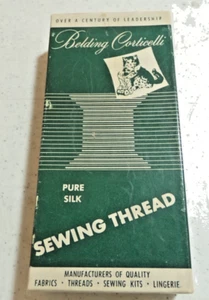 OVER A CENTURY OF LEADERSHIP
Belding Corticelli
PURE
SILK
SEWING THREAD
MANUFACTURERS OF QUALITY
FABRICS · THREADS · SEWING KITS · LINGERIE